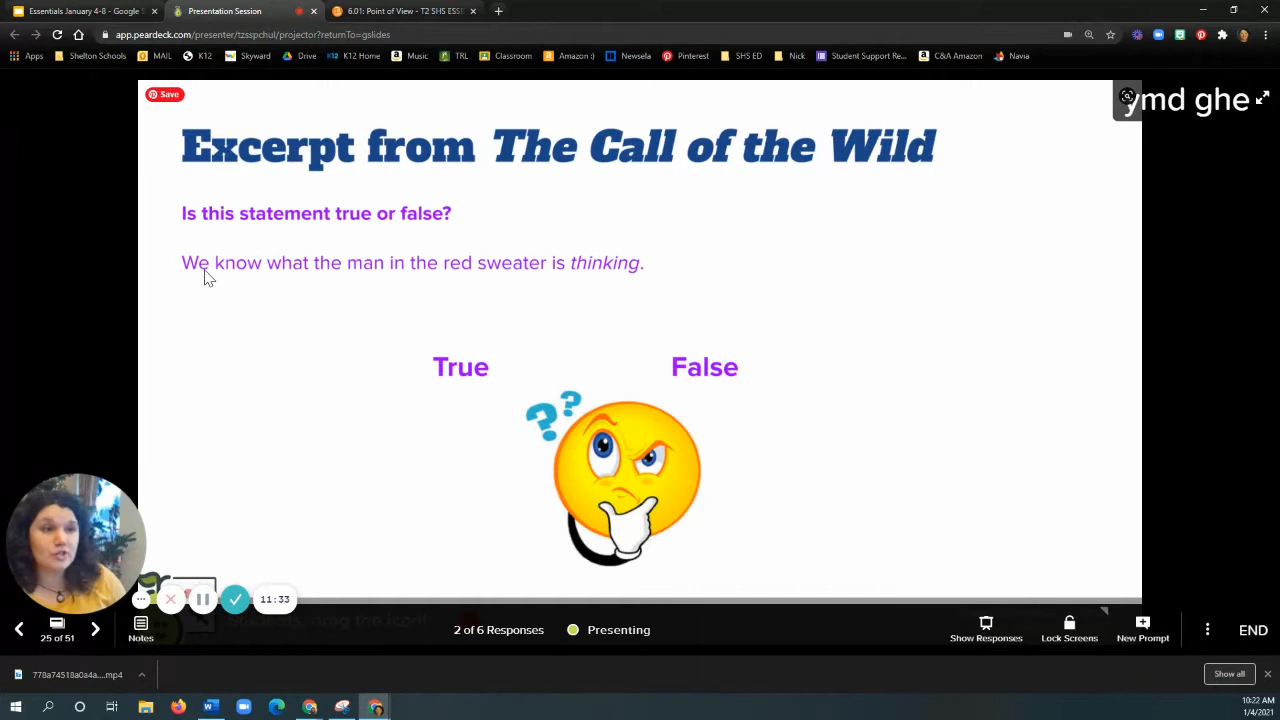 Essentials January 4-8 - Google S
Presentation Session
6.01: Point of View - T2 SHS ESSE
app.peardeck.com/presenter/tzsspchul/projector?returnTo=gslides
Apps
Shelton Schools
MAIL
K12
Skyward
Drive
K12 Home
Music
TRL
Classroom
Amazon :)
Newsela
Pinterest
SHS ED
Nick
Student Support Re...
C&A Amazon
Navia
Save
ymd ghe
Excerpt from The Call of the Wild
Is this statement true or false?
We know what the man in the red sweater is thinking.
True
False
??
11:33
Students, drag the icon!
25 of 51
Notes
2 of 6 Responses
Presenting
Show Responses
Lock Screens
New Prompt
END
778a74518a0a4a....mp4
Show all
10:22 AM
1/4/2021